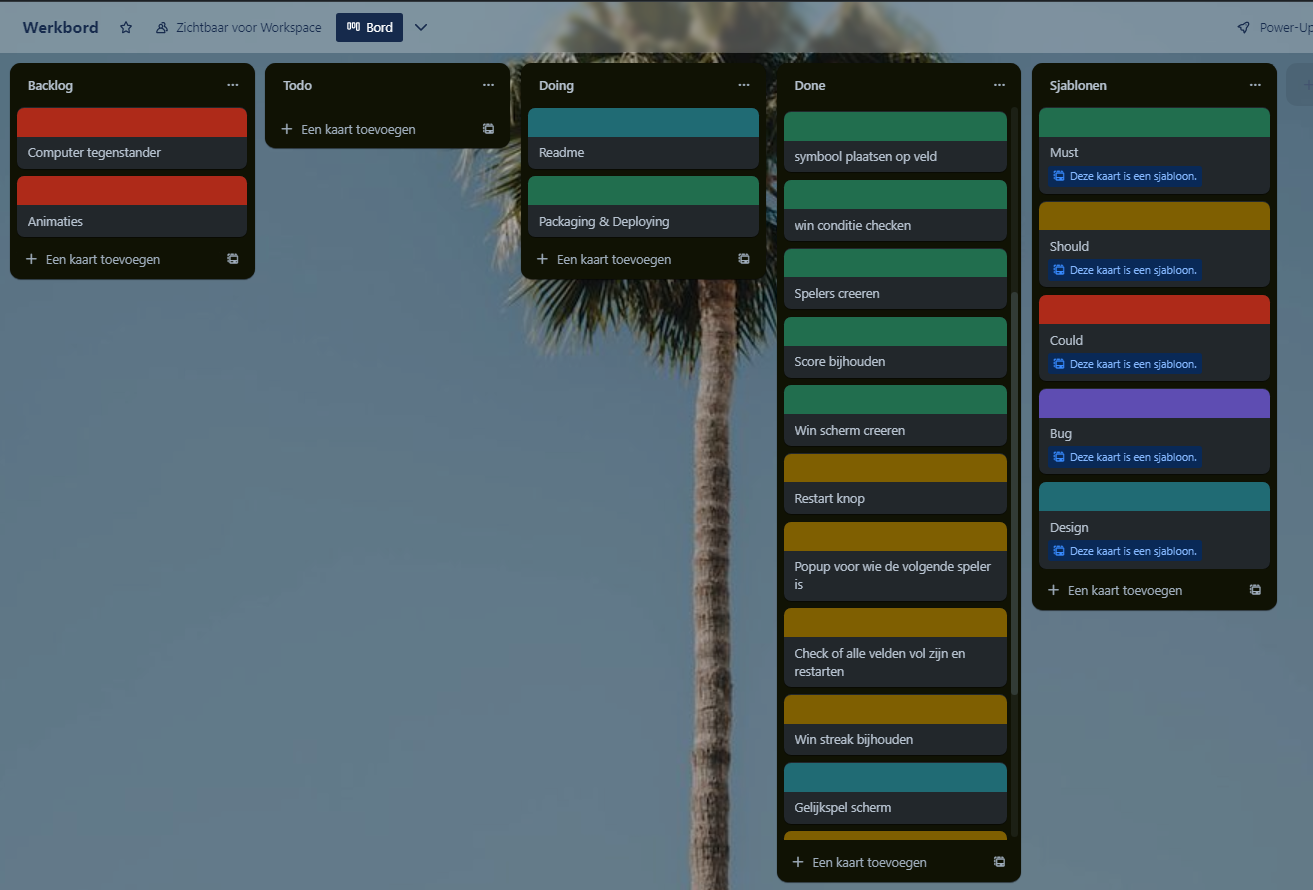 Werkbord
Zichtbaar voor Workspace
Bord
Power-Up
Backlog
Computer tegenstander
Animaties
Een kaart toevoegen
Todo
Een kaart toevoegen
Doing
Readme
Packaging & Deploying
Een kaart toevoegen
Done
symbool plaatsen op veld
win conditie checken
Spelers creeren
Score bijhouden
Win scherm creeren
Restart knop
Popup voor wie de volgende speler
is
Check of alle velden vol zijn en
restarten
Win streak bijhouden
Gelijkspel scherm
Een kaart toevoegen
Sjablonen
Must
Deze kaart is een sjabloon.
Should
Deze kaart is een sjabloon.
Could
Deze kaart is een sjabloon.
Bug
Deze kaart is een sjabloon.
Design
Deze kaart is een sjabloon.
Een kaart toevoegen